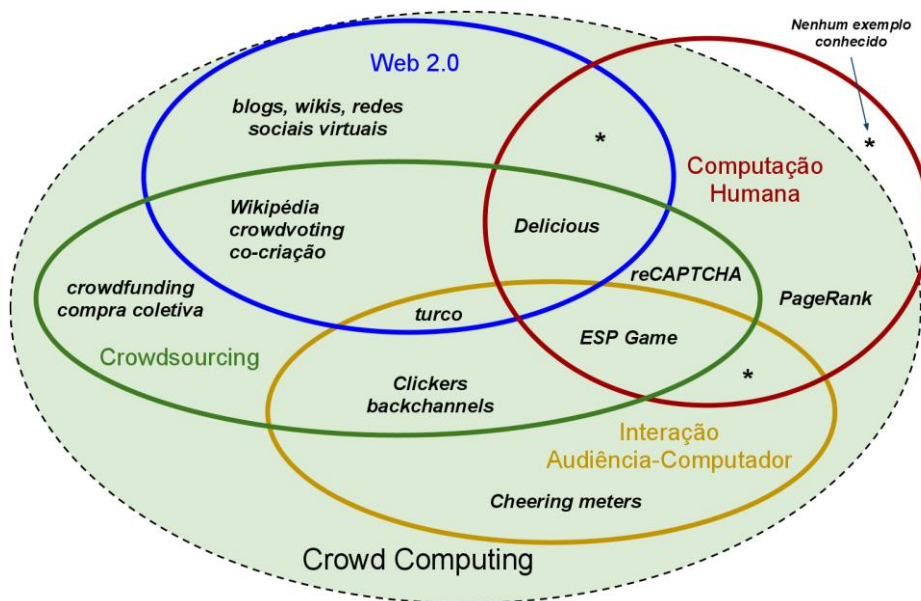 Nenhum exemplo
conhecido
Web 2.0
blogs, wikis, redes
sociais virtuais
*
*
Computação
Humana
Wikipédia
crowdvoting
co-criação
Delicious
reCAPTCHA
crowdfunding
compra coletiva
PageRank
turco
ESP Game
Crowdsourcing
Clickers
backchannels
*
Interação
Audiência-Computador
Cheering meters
Crowd Computing